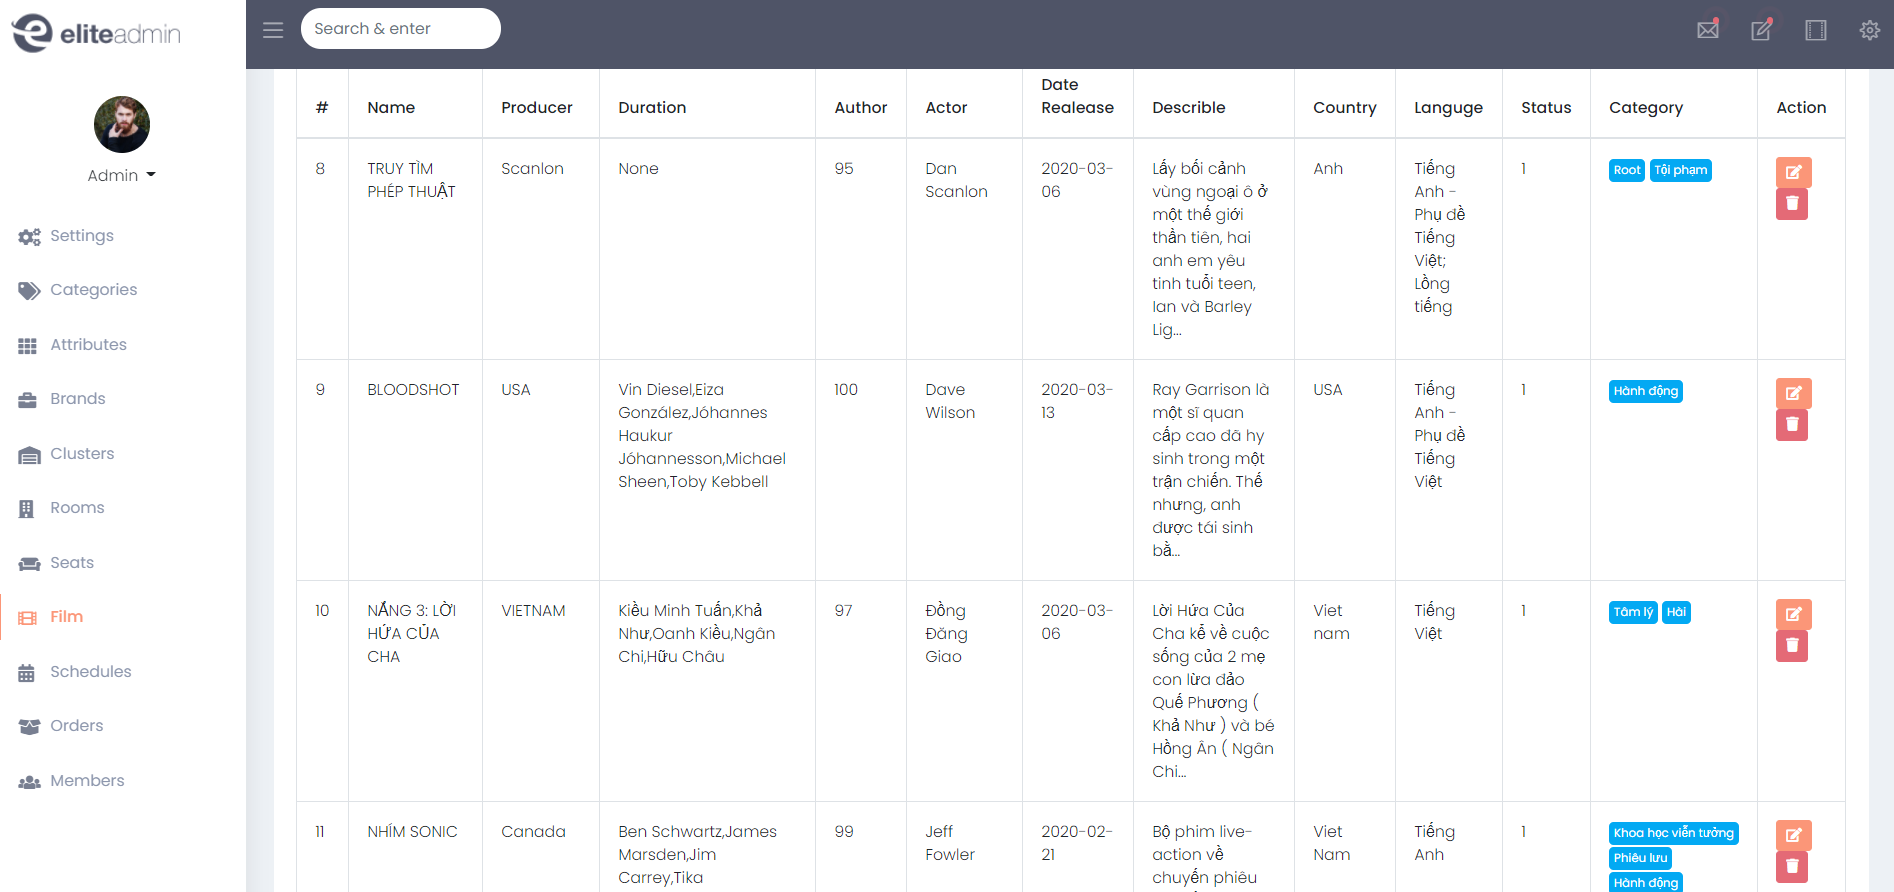 eliteadmin
Search & enter
Admin
Settings
Categories
Attributes
Brands
Clusters
Rooms
Seats
Film
Schedules
Orders
Members
#
Name
Producer
Duration
Author
Actor
Date
Realease
Describle
Country
Languge
Status
Category
Action
8
TRUY TÌM
PHÉP THUẬT
Scanlon
None
95
Dan
Scanlon
2020-03-
06
Lấy bối cảnh
vùng ngoại ô ở
một thế giới
thần tiên, hai
anh em yêu
tinh tuổi teen,
Ian và Barley
Lig...
Anh
Tiếng
Anh -
Phụ đề
Tiếng
Việt;
Lồng
tiếng
1
Root
Tội phạm
9
BLOODSHOT
USA
Vin Diesel,Eiza
González,Jóhannes
Haukur
Jóhannesson,Michael
Sheen,Toby Kebbell
100
Dave
Wilson
2020-03-
13
Ray Garrison là
một sĩ quan
cấp cao đã hy
sinh trong một
trận chiến. Thế
nhưng, anh
được tái sinh
bằ...
USA
Tiếng
Anh -
Phụ đề
Tiếng
Việt
1
Hành động
10
NẮNG 3: LỜI
HỨA CỦA
CHA
VIETNAM
Kiều Minh Tuấn,Khả
Như,Oanh Kiều,Ngân
Chi,Hữu Châu
97
Đồng
Đăng
Giao
2020-03-
06
Lời Hứa Của
Cha kể về cuộc
sống của 2 mẹ
con lừa đảo
Quế Phương (
Khả Như ) và bé
Hồng Ân ( Ngân
Chi...
Viet
nam
Tiếng
Việt
1
Tâm lý
Hài
11
NHÍM SONIC
Canada
Ben Schwartz,James
Marsden,Jim
Carrey,Tika
99
Jeff
Fowler
2020-02-
21
Bộ phim live-
action về
chuyến phiêu
Viet
Nam
Tiếng
Anh
1
Khoa học viễn tưởng
Phiêu lưu
Hành động